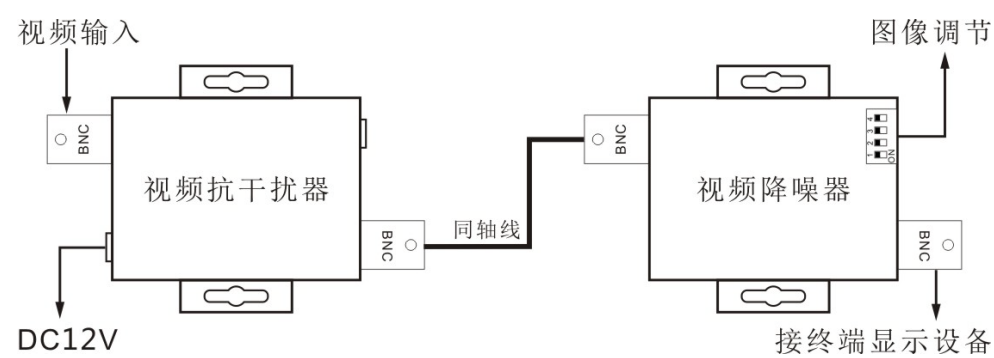 视频输入
图像调节
BNC
BNC
4
3
2
1
ON
视频抗干扰器
视频降噪器
BNC
同轴线
BNC
DC12V
接终端显示设备